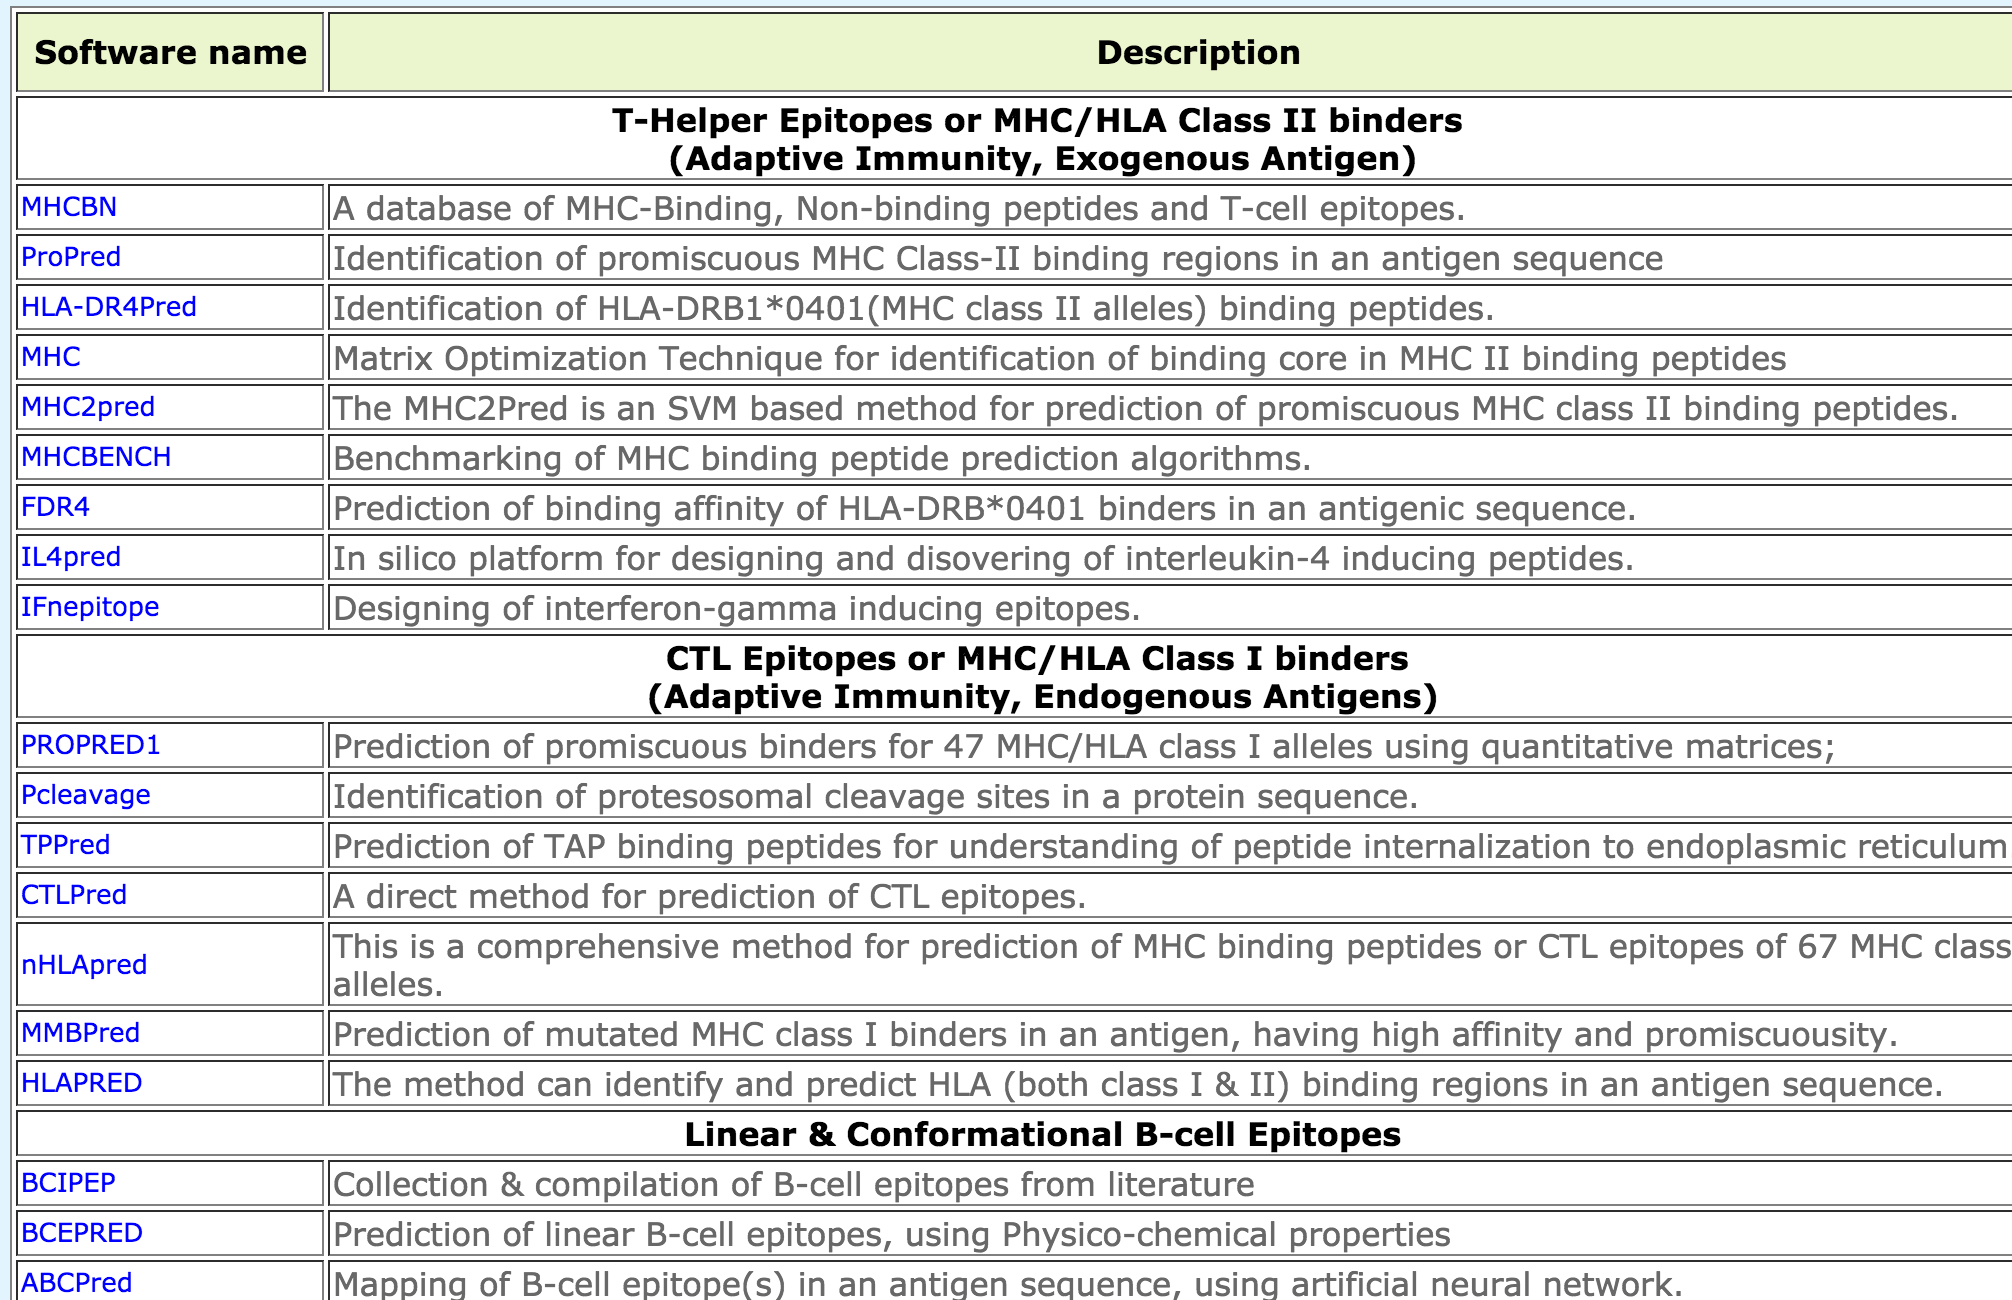 Software name Description
T-Helper Epitopes or MHC/HLA Class II binders
(Adaptive Immunity, Exogenous Antigen)
MHCBN A database of MHC-Binding, Non-binding peptides and T-cell epitopes.
ProPred Identification of promiscuous MHC Class-II binding regions in an antigen sequence
HLA-DR4Pred Identification of HLA-DRB1*0401(MHC class II alleles) binding peptides.
MHC Matrix Optimization Technique for identification of binding core in MHC II binding peptides
MHC2pred The MHC2Pred is an SVM based method for prediction of promiscuous MHC class II binding peptides.
MHCBENCH Benchmarking of MHC binding peptide prediction algorithms.
FDR4 Prediction of binding affinity of HLA-DRB*0401 binders in an antigenic sequence.
IL4pred In silico platform for designing and disovering of interleukin-4 inducing peptides.
IFnepitope Designing of interferon-gamma inducing epitopes.
CTL Epitopes or MHC/HLA Class I binders
(Adaptive Immunity, Endogenous Antigens)
PROPRED1 Prediction of promiscuous binders for 47 MHC/HLA class I alleles using quantitative matrices;
Pcleavage Identification of protesosomal cleavage sites in a protein sequence.
TPPred Prediction of TAP binding peptides for understanding of peptide internalization to endoplasmic reticulum
CTLPred A direct method for prediction of CTL epitopes.
nHLApred This is a comprehensive method for prediction of MHC binding peptides or CTL epitopes of 67 MHC class
alleles.
MMBPred Prediction of mutated MHC class I binders in an antigen, having high affinity and promiscuousity.
HLAPRED The method can identify and predict HLA (both class I & II) binding regions in an antigen sequence.
Linear & Conformational B-cell Epitopes
BCIPEP Collection & compilation of B-cell epitopes from literature
BCEPRED Prediction of linear B-cell epitopes, using Physico-chemical properties
ABCPred Mapping of B-cell epitope(s) in an antigen sequence, using artificial neural network.